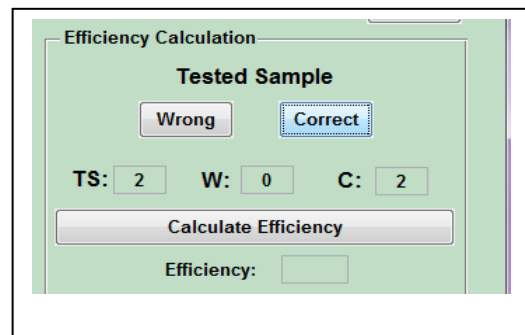 Efficiency Calculation
Tested Sample
Wrong Correct
TS: 2 W: 0 C: 2
Calculate Efficiency
Efficiency: